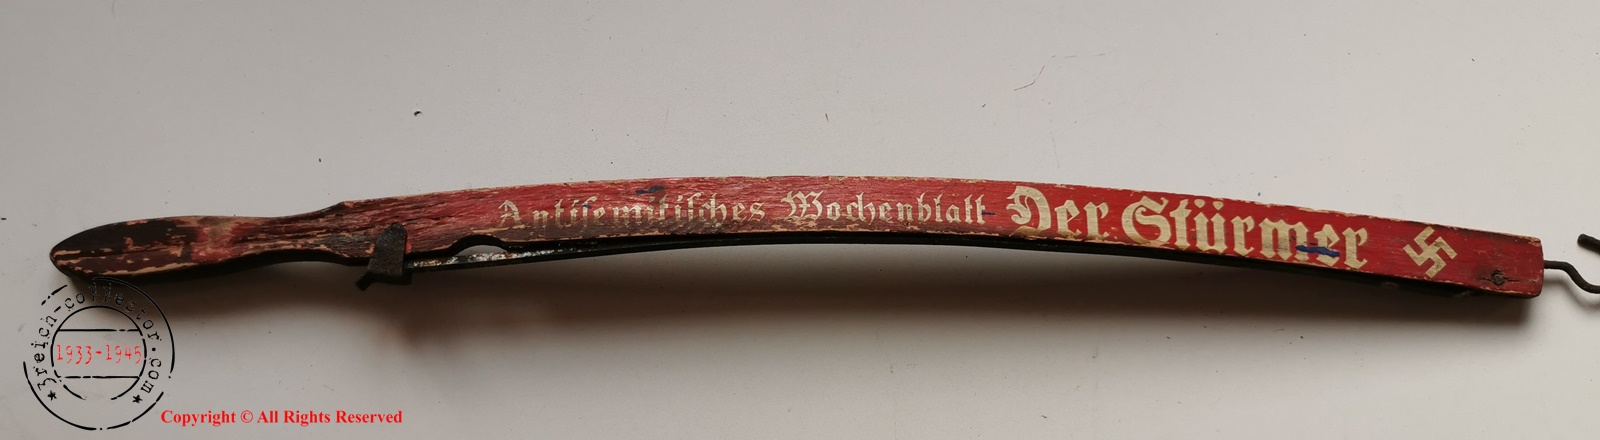 Antisemitisches Wochenblatt Der Stürmer
3reich-collector.com
1933-1945
Copyright © All Rights Reserved